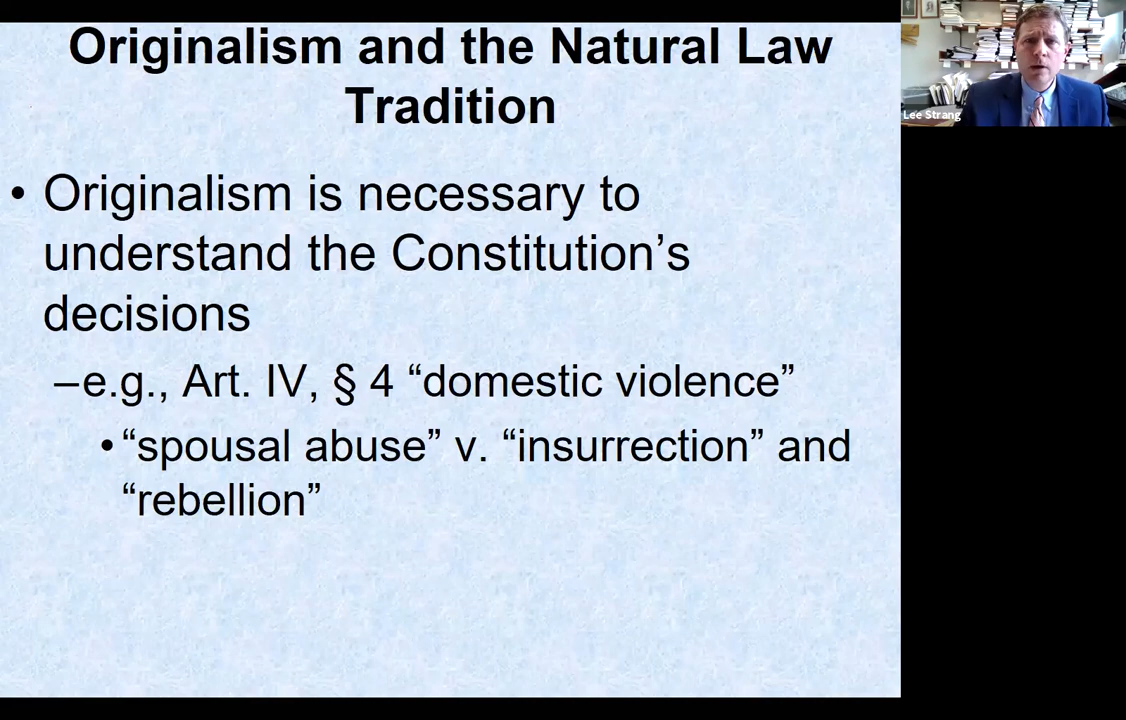 Originalism and the Natural Law
Tradition
• Originalism is necessary to
understand the Constitution’s
decisions
–e.g., Art. IV, § 4 “domestic violence”
• “spousal abuse” v. “insurrection” and
“rebellion”
Lee Strang